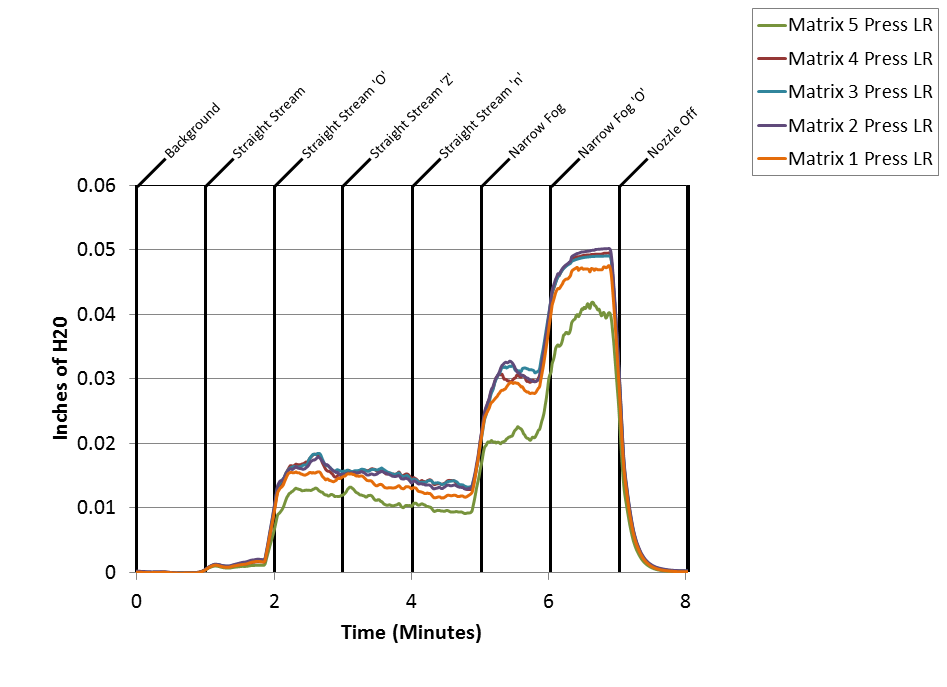 Matrix 5 Press LR
Matrix 4 Press LR
Matrix 3 Press LR
Matrix 2 Press LR
Matrix 1 Press LR
Background
Straight Stream
Straight Stream 'O'
Straight Stream 'Z'
Straight Stream 'n'
Narrow Fog
Narrow Fog 'O'
Nozzle Off
0.06
0.05
0.04
0.03
0.02
0.01
0
Inches of H20
0 2 4 6 8
Time (Minutes)